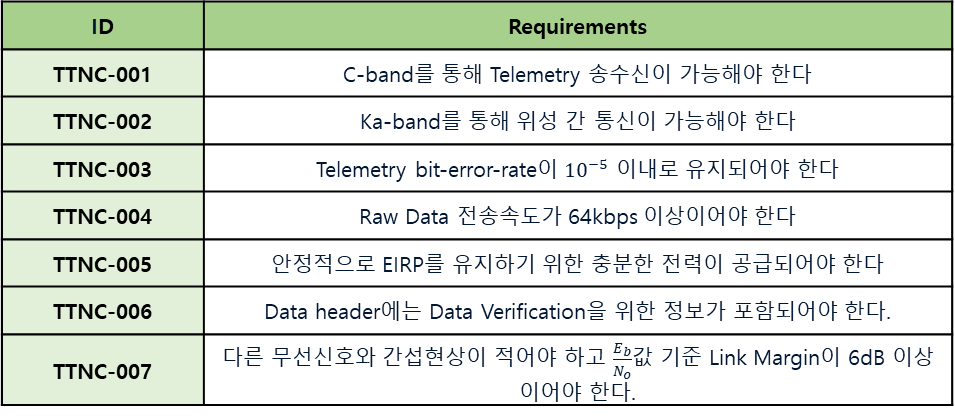 ID Requirements
TTNC-001 C-band를 통해 Telemetry 송수신이 가능해야 한다
TTNC-002 Ka-band를 통해 위성 간 통신이 가능해야 한다
TTNC-003 Telemetry bit-error-rate이 10⁻⁵ 이내로 유지되어야 한다
TTNC-004 Raw Data 전송속도가 64kbps 이상이어야 한다
TTNC-005 안정적으로 EIRP를 유지하기 위한 충분한 전력이 공급되어야 한다
TTNC-006 Data header에는 Data Verification을 위한 정보가 포함되어야 한다.
TTNC-007 다른 무선신호와 간섭현상이 적어야 하고 E_b/N_o값 기준 Link Margin이 6dB 이상
이어야 한다.